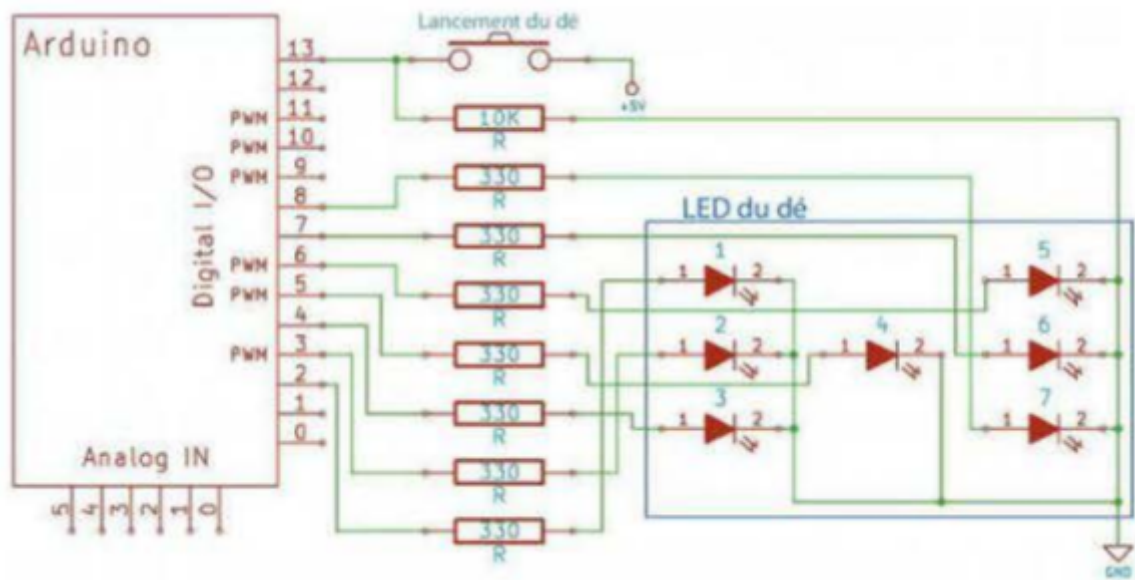 Lancement du dé
Arduino
13
12
PWM 11
PWM 10
PWM 9
8
7
PWM 6
PWM 5
4
PWM 3
2
1
0
Digital I/O
Analog IN
5 4 3 2 1 0
+5V
10K
R
330
R
330
R
330
R
330
R
330
R
330
R
330
R
LED du dé
1
1 2
5
1 2
2
1 2
4
1 2
6
1 2
3
1 2
7
1 2
GND